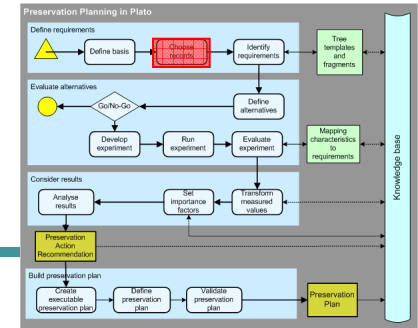 Preservation Planning in Plato
Define requirements
Define basis
Choose
records
Identify
requirements
Tree
templates
and
fragments
Evaluate alternatives
Go/No-Go
Define
alternatives
Develop
experiment
Run
experiment
Evaluate
experiment
Mapping
characteristics
to
requirements
Knowledge base
Consider results
Analyse
results
Set
importance
factors
Transform
measured
values
Preservation
Action
Recommendation
Build preservation plan
Create
executable
preservation plan
Define
preservation
plan
Validate
preservation
plan
Preservation
Plan